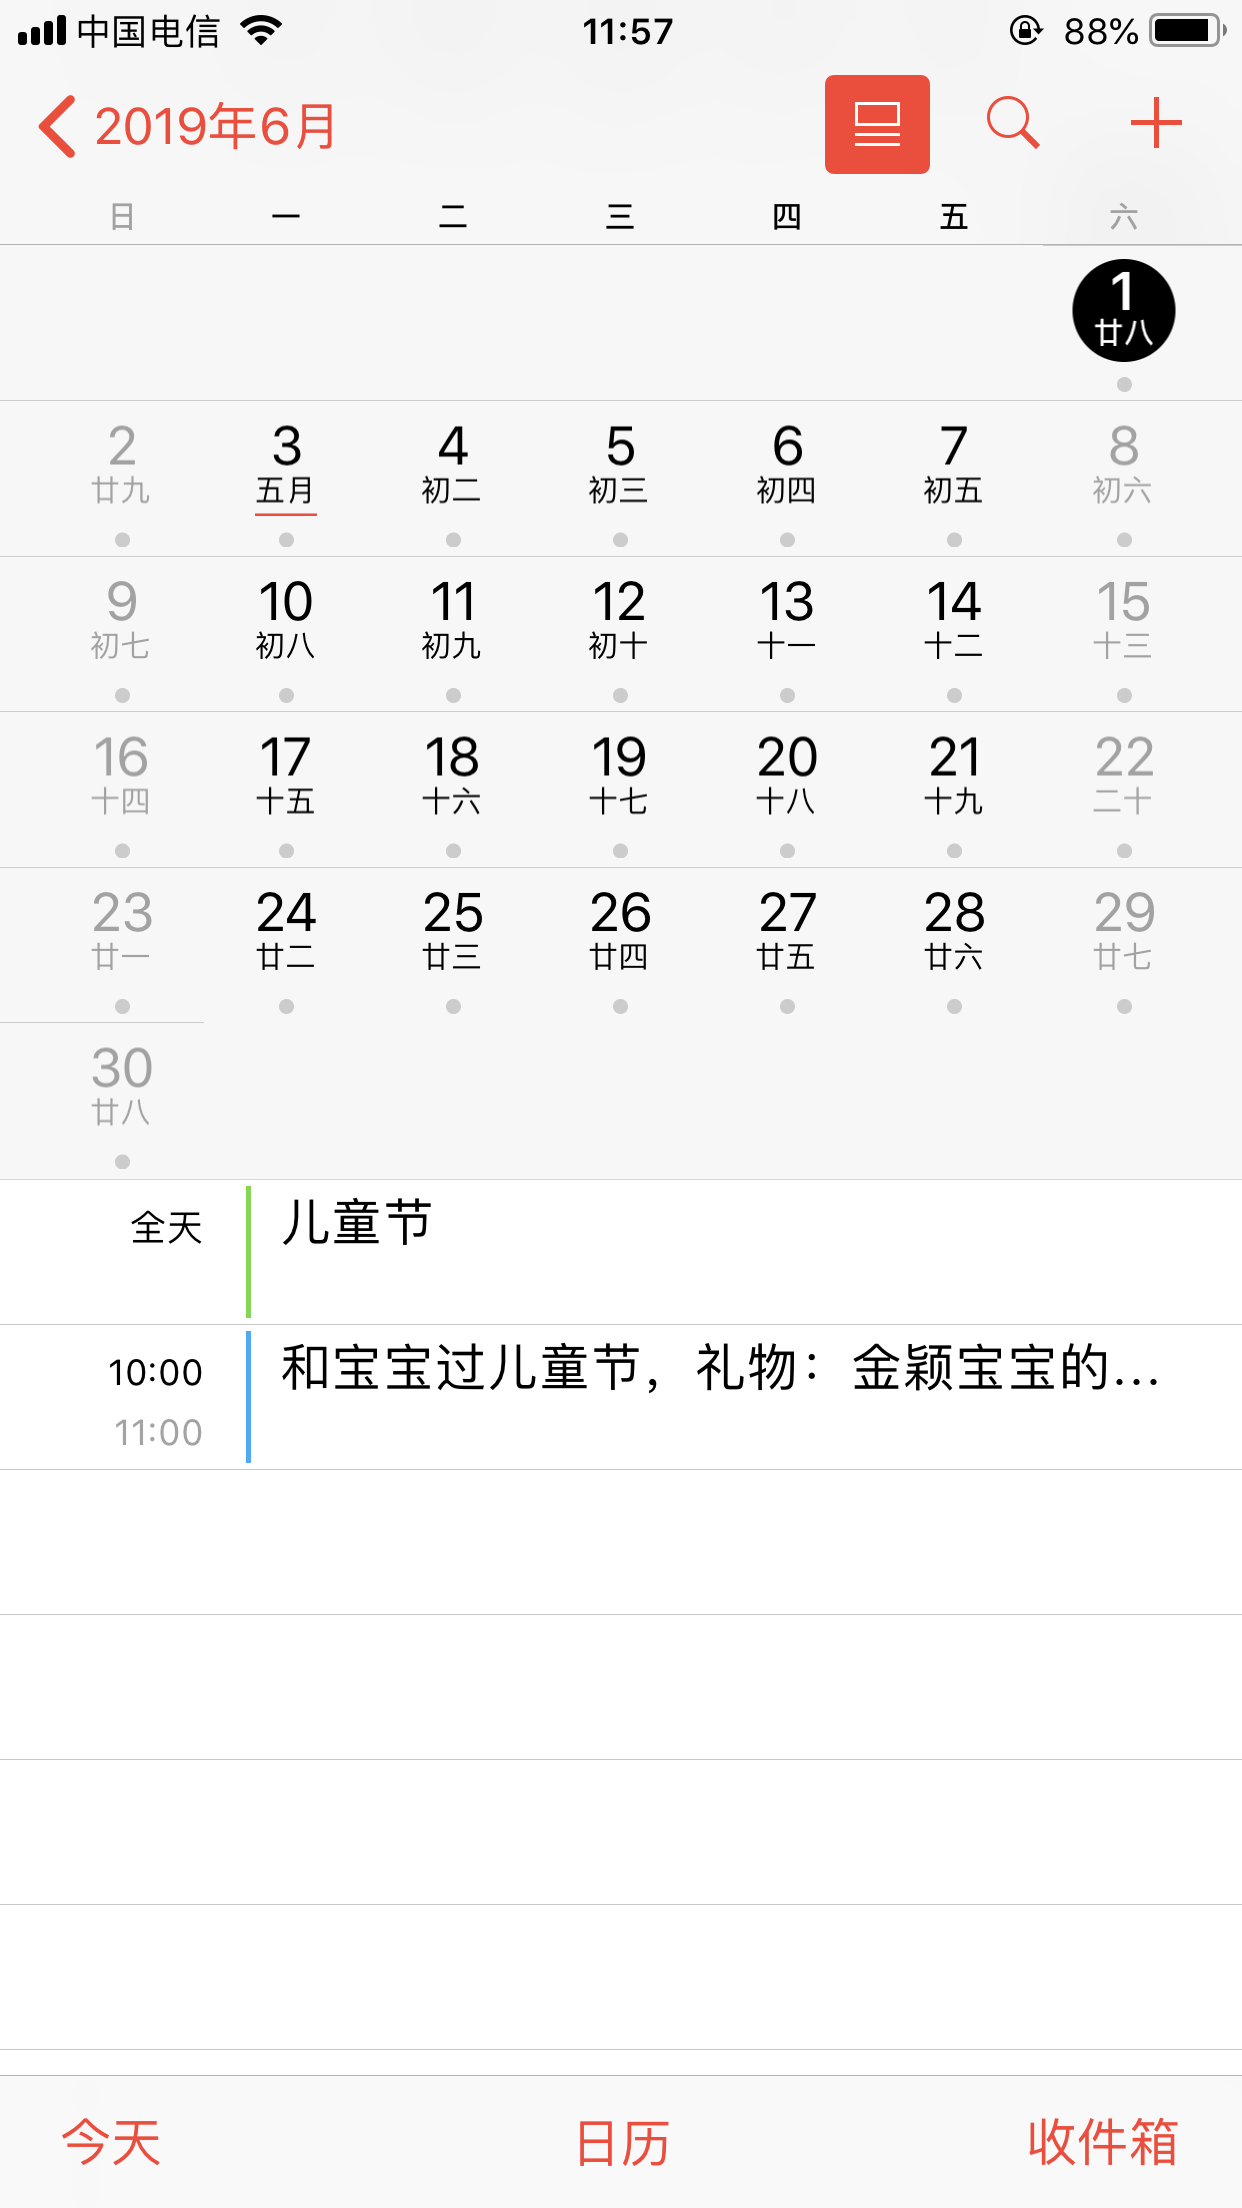 中国电信 11:57 88%
2019年6月
日 一 二 三 四 五 六
1
廿八
2 3 4 5 6 7 8
廿九 五月 初二 初三 初四 初五 初六
9 10 11 12 13 14 15
初七 初八 初九 初十 十一 十二 十三
16 17 18 19 20 21 22
十四 十五 十六 十七 十八 十九 二十
23 24 25 26 27 28 29
廿一 廿二 廿三 廿四 廿五 廿六 廿七
30
廿八
全天 儿童节
10:00 和宝宝过儿童节，礼物：金颖宝宝的...
11:00
今天 日历 收件箱